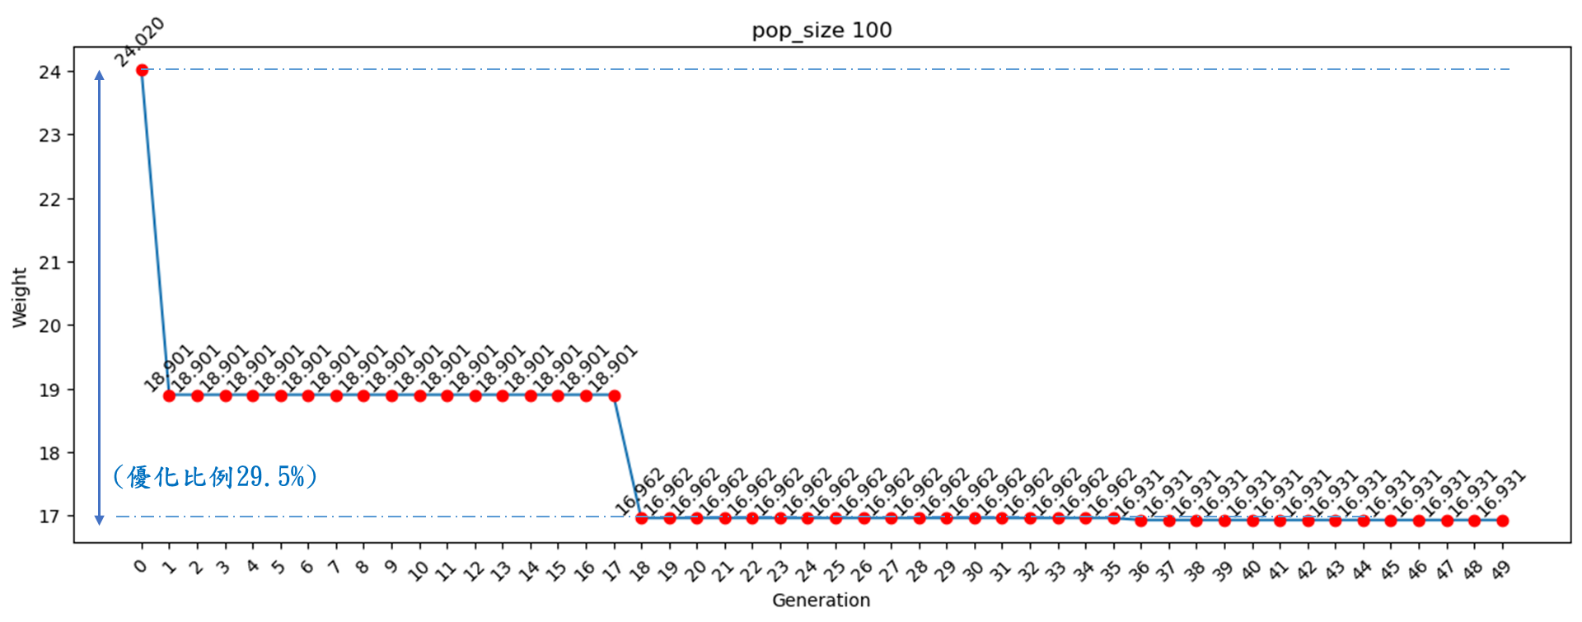 pop_size 100
24.020
24
23
22
21
20
19
18
17
Weight
18.901 18.901 18.901 18.901 18.901 18.901 18.901 18.901 18.901 18.901 18.901 18.901 18.901 18.901 18.901 18.901 18.901
(優化比例29.5%)
16.962 16.962 16.962 16.962 16.962 16.962 16.962 16.962 16.962 16.962 16.962 16.962 16.962 16.962 16.962 16.962 16.962 16.962 16.931 16.931 16.931 16.931 16.931 16.931 16.931 16.931 16.931 16.931 16.931 16.931 16.931 16.931
0 1 2 3 4 5 6 7 8 9 10 11 12 13 14 15 16 17 18 19 20 21 22 23 24 25 26 27 28 29 30 31 32 33 34 35 36 37 38 39 40 41 42 43 44 45 46 47 48 49
Generation